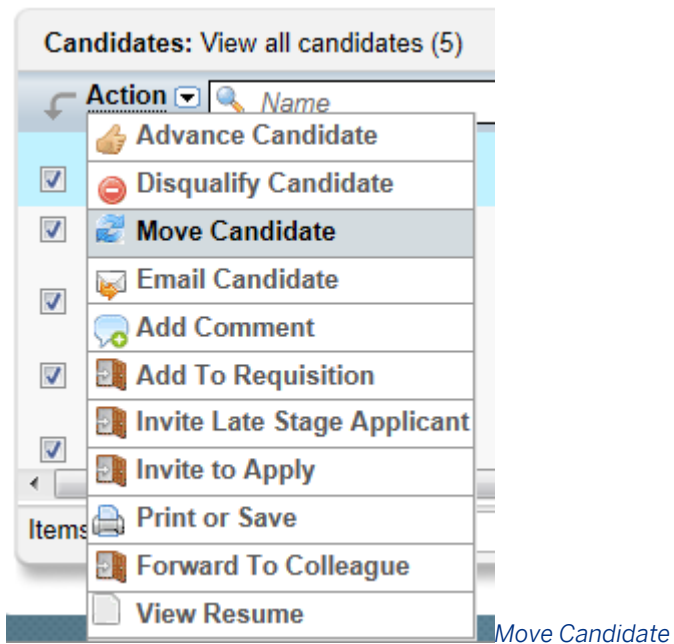 Candidates: View all candidates (5)
Action Name
Advance Candidate
Disqualify Candidate
Move Candidate
Email Candidate
Add Comment
Add To Requisition
Invite Late Stage Applicant
Invite to Apply
Items
Print or Save
Forward To Colleague
View Resume
Move Candidate